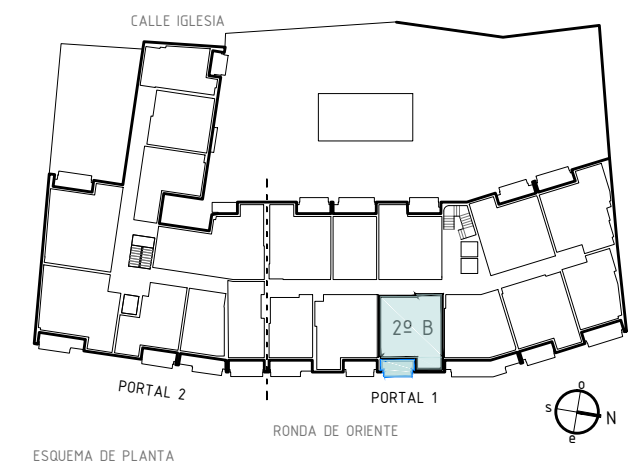 CALLE IGLESIA
2º B
PORTAL 2
PORTAL 1
RONDA DE ORIENTE
o
s
N
e
ESQUEMA DE PLANTA